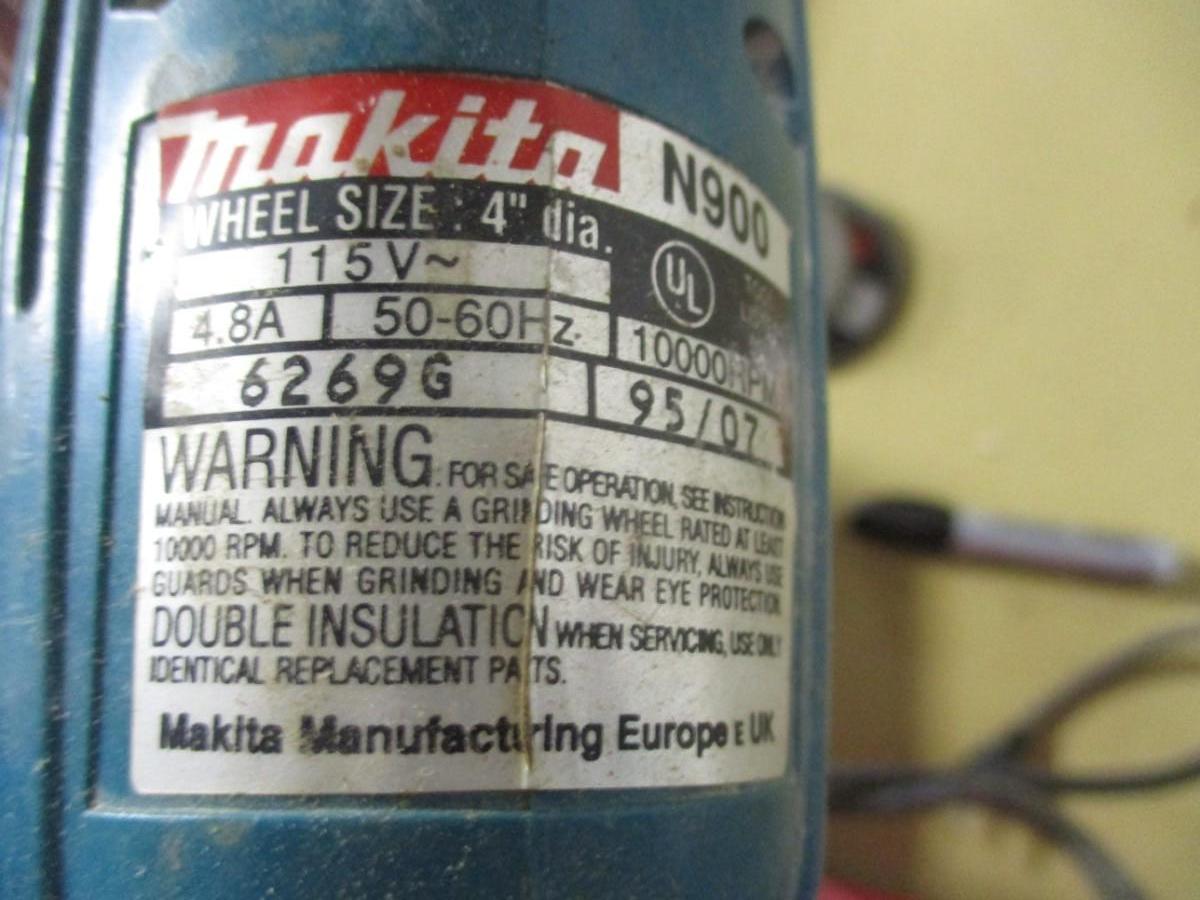 makita
N900
WHEEL SIZE : 4" dia.
115V~
UL
4.8A 50-60Hz. 10000RPM
6269G 95/07
WARNING: FOR SAFE OPERATION, SEE INSTRUCTION
MANUAL. ALWAYS USE A GRINDING WHEEL RATED AT LEAST
10000 RPM. TO REDUCE THE RISK OF INJURY, ALWAYS USE
GUARDS WHEN GRINDING AND WEAR EYE PROTECTION
DOUBLE INSULATION WHEN SERVICING, USE ONLY
IDENTICAL REPLACEMENT PARTS.
Makita Manufacturing Europe E UK